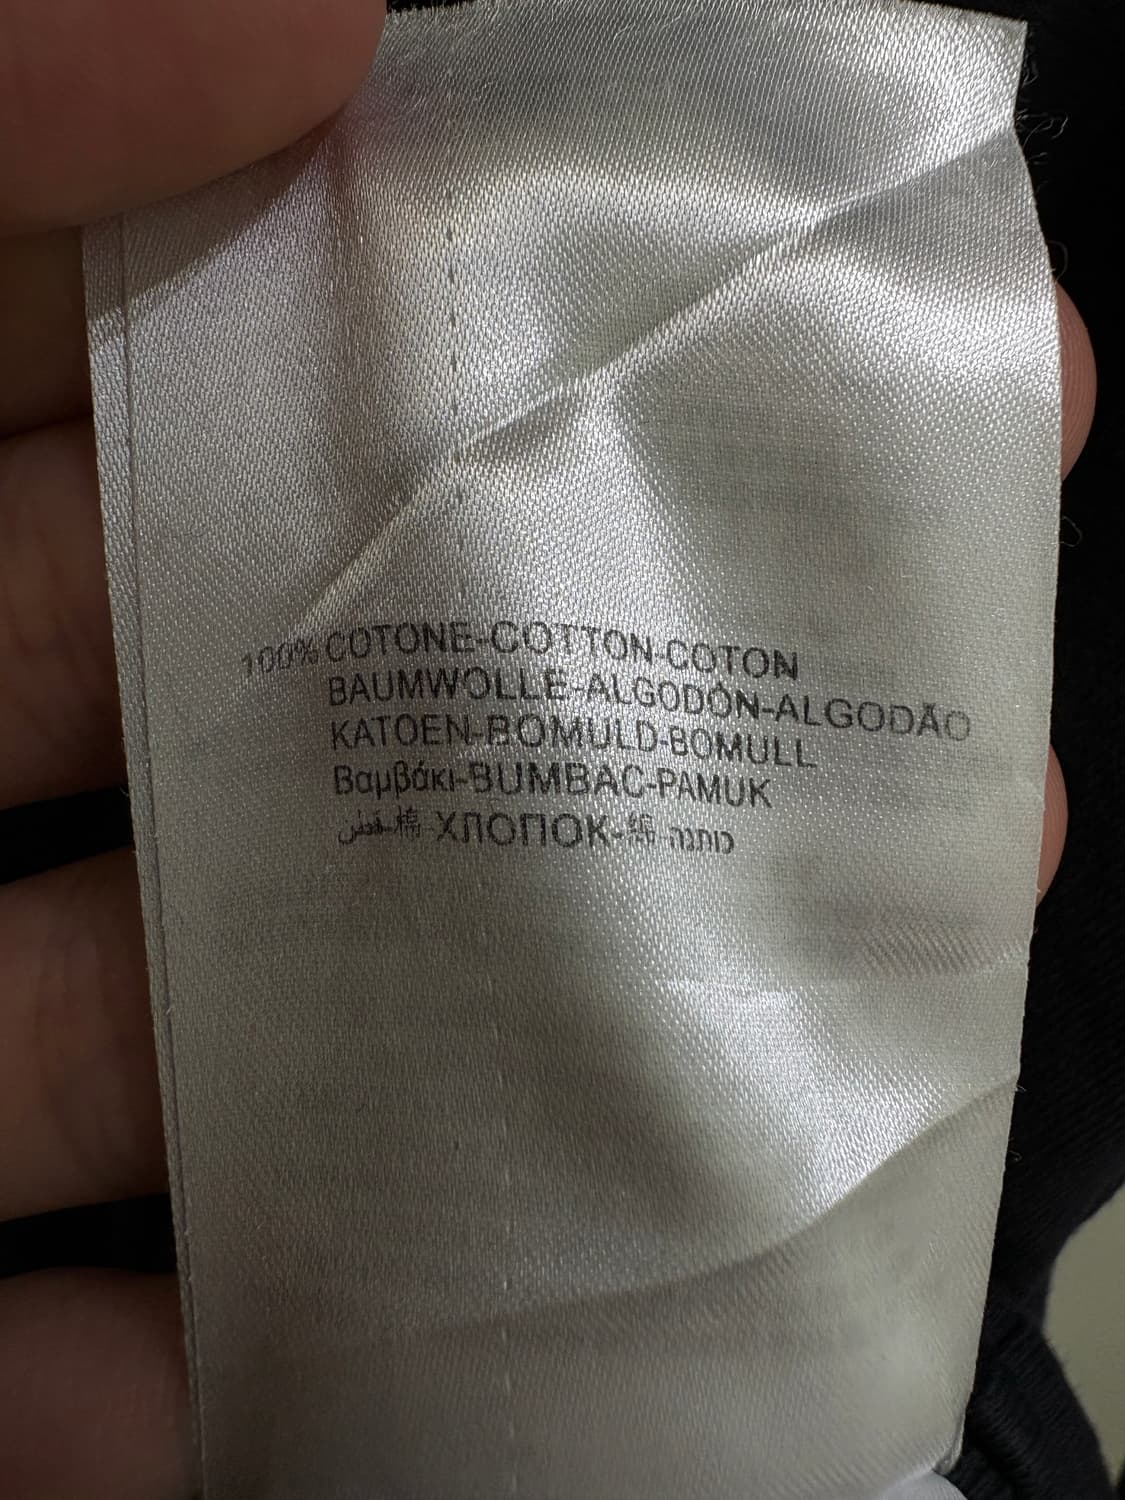 100% COTONE-COTTON-COTON
BAUMWOLLE-ALGODÓN-ALGODÃO
KATOEN-BOMULD-BOMULL
Βαμβάκι-BUMBAC-PAMUK
قطن-棉-ХЛОПОК-綿-כותנה